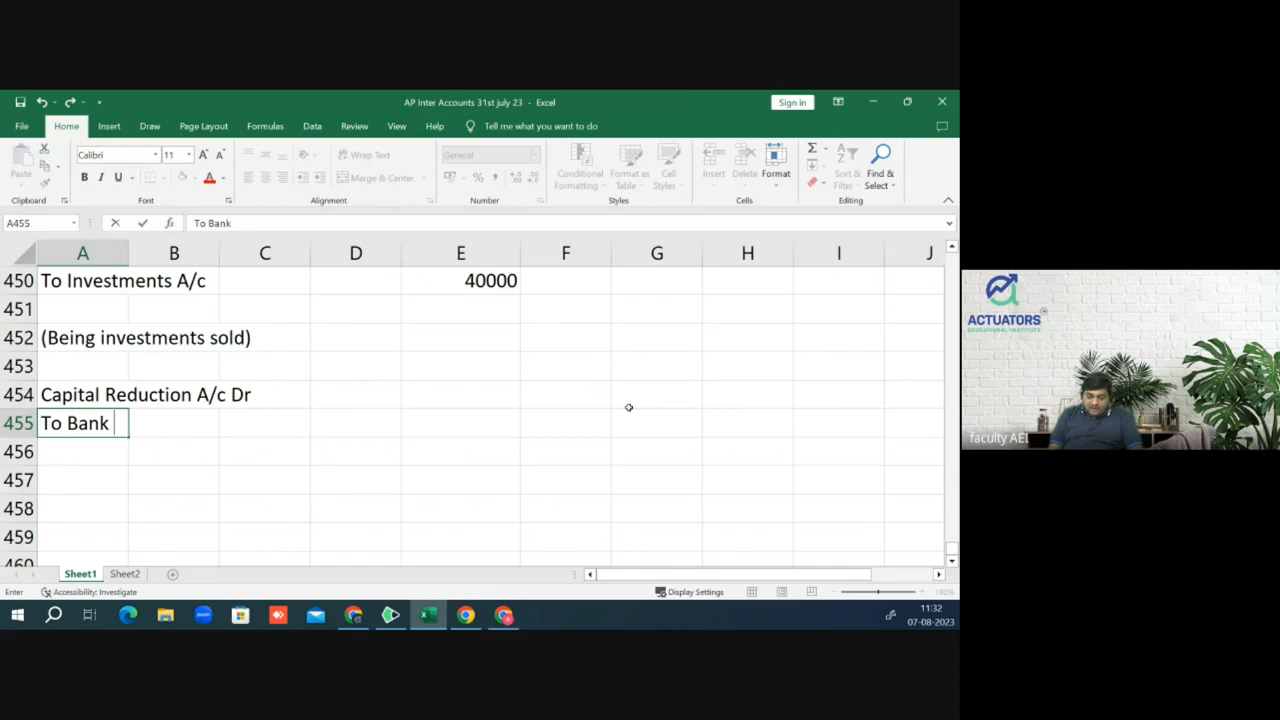 AP Inter Accounts 31st july 23 - Excel
Sign in
File Home Insert Draw Page Layout Formulas Data Review View Help Tell me what you want to do
Paste
Calibri 11
B I U
A
Wrap Text
Merge & Center
General
Conditional Formatting
Format as Table
Cell Styles
Insert
Delete
Format
Sort & Filter
Find & Select
Clipboard Font Alignment Number Styles Cells Editing
A455 fx To Bank
A B C D E F G H I J
450 To Investments A/c 40000
451
452 (Being investments sold)
453
454 Capital Reduction A/c Dr
455 To Bank
456
457
458
459
460
Sheet1 Sheet2
Enter Accessibility: Investigate Display Settings 190%
11:32
07-08-2023
ACTUATORS
EDUCATIONAL INSTITUTE
faculty AEI